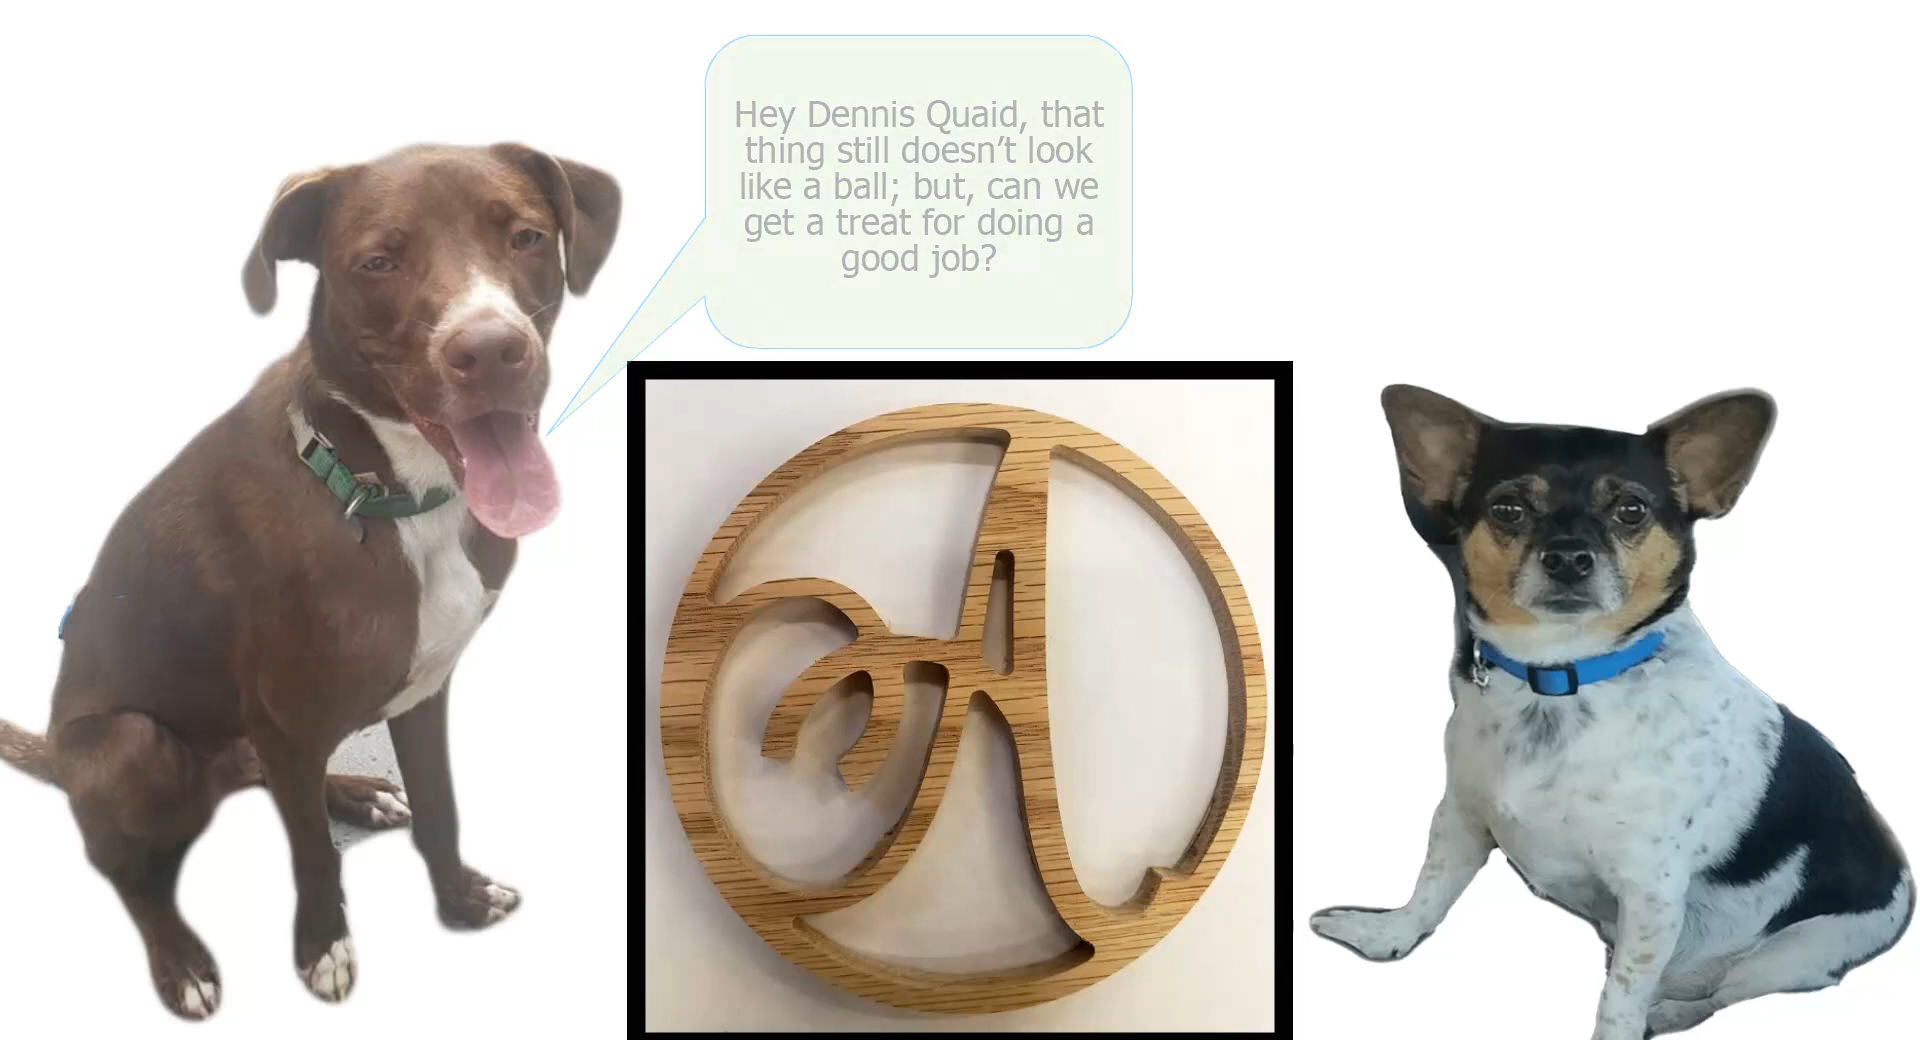 Hey Dennis Quaid, that
thing still doesn’t look
like a ball; but, can we
get a treat for doing a
good job?
A